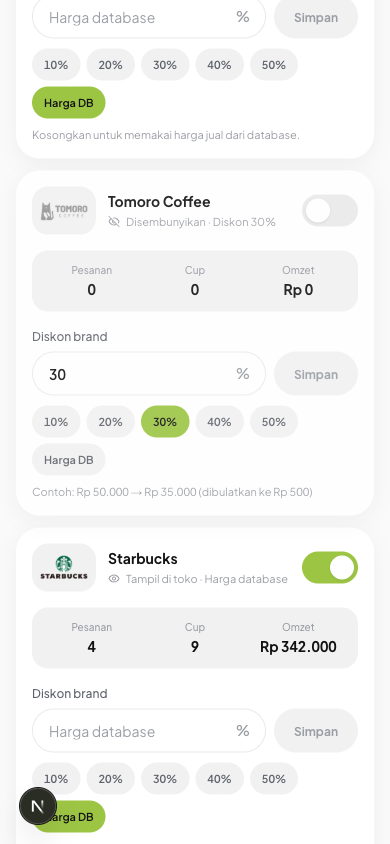 Harga database %
Simpan
10% 20% 30% 40% 50%
Harga DB
Kosongkan untuk memakai harga jual dari database.
TOMORO
COFFEE
Tomoro Coffee
Disembunyikan · Diskon 30%
Pesanan Cup Omzet
0 0 Rp 0
Diskon brand
30 %
Simpan
10% 20% 30% 40% 50%
Harga DB
Contoh: Rp 50.000 → Rp 35.000 (dibulatkan ke Rp 500)
STARBUCKS
Starbucks
Tampil di toko · Harga database
Pesanan Cup Omzet
4 9 Rp 342.000
Diskon brand
Harga database %
Simpan
10% 20% 30% 40% 50%
N
arga DB